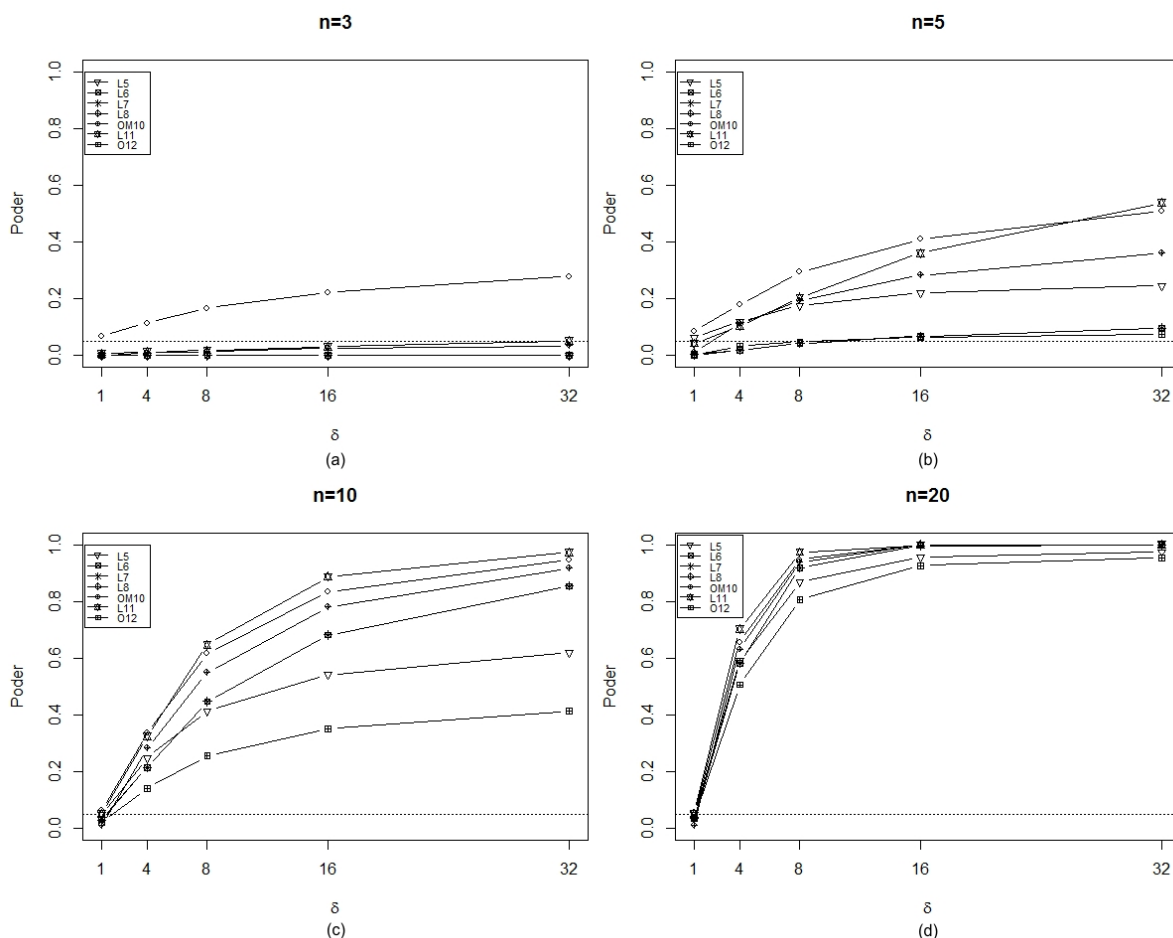 n=3
Poder
1.0
0.8
0.6
0.4
0.2
0.0
L5
L6
L7
L8
OM10
L11
O12
1 4 8 16 32
δ
(a)
n=5
Poder
1.0
0.8
0.6
0.4
0.2
0.0
L5
L6
L7
L8
OM10
L11
O12
1 4 8 16 32
δ
(b)
n=10
Poder
1.0
0.8
0.6
0.4
0.2
0.0
L5
L6
L7
L8
OM10
L11
O12
1 4 8 16 32
δ
(c)
n=20
Poder
1.0
0.8
0.6
0.4
0.2
0.0
L5
L6
L7
L8
OM10
L11
O12
1 4 8 16 32
δ
(d)